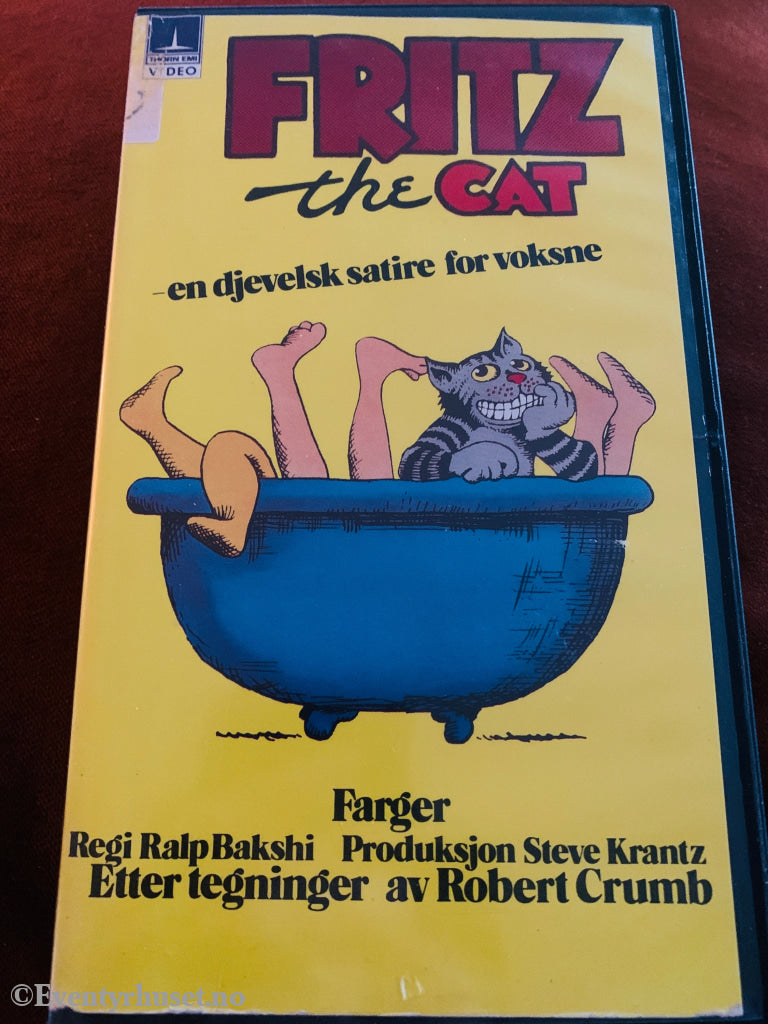 THORN EMI
VIDEO
FRITZ
the CAT
-en djevelsk satire for voksne
Farger
Regi Ralp Bakshi Produksjon Steve Krantz
Etter tegninger av Robert Crumb
©Eventyrhuset.no